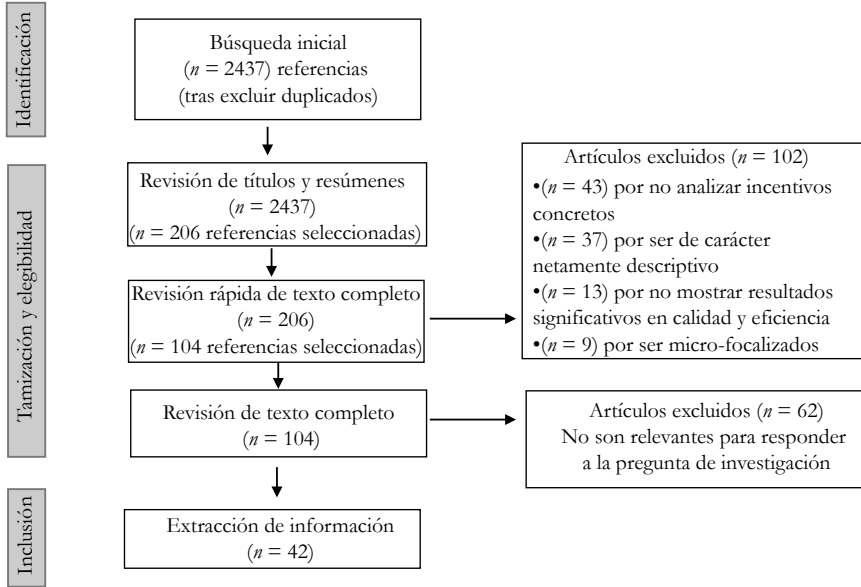 Identificación
Búsqueda inicial
(n = 2437) referencias
(tras excluir duplicados)
Tamización y elegibilidad
Revisión de títulos y resúmenes
(n = 2437)
(n = 206 referencias seleccionadas)
Revisión rápida de texto completo
(n = 206)
(n = 104 referencias seleccionadas)
Artículos excluidos (n = 102)
•(n = 43) por no analizar incentivos
concretos
•(n = 37) por ser de carácter
netamente descriptivo
•(n = 13) por no mostrar resultados
significativos en calidad y eficiencia
•(n = 9) por ser micro-focalizados
Revisión de texto completo
(n = 104)
Artículos excluidos (n = 62)
No son relevantes para responder
a la pregunta de investigación
Inclusión
Extracción de información
(n = 42)